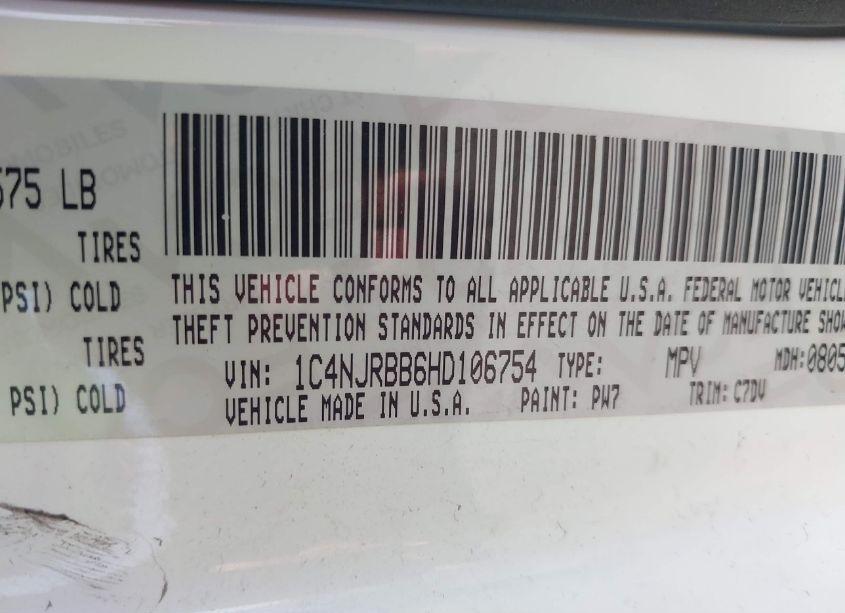 575 LB
TIRES
PSI) COLD
TIRES
PSI) COLD
THIS VEHICLE CONFORMS TO ALL APPLICABLE U.S.A. FEDERAL MOTOR VEHICL
THEFT PREVENTION STANDARDS IN EFFECT ON THE DATE OF MANUFACTURE SHOW
VIN: 1C4NJRBB6HD106754 TYPE: MPV MDH:0805
VEHICLE MADE IN U.S.A. PAINT: PW7 TRIM: C7DV